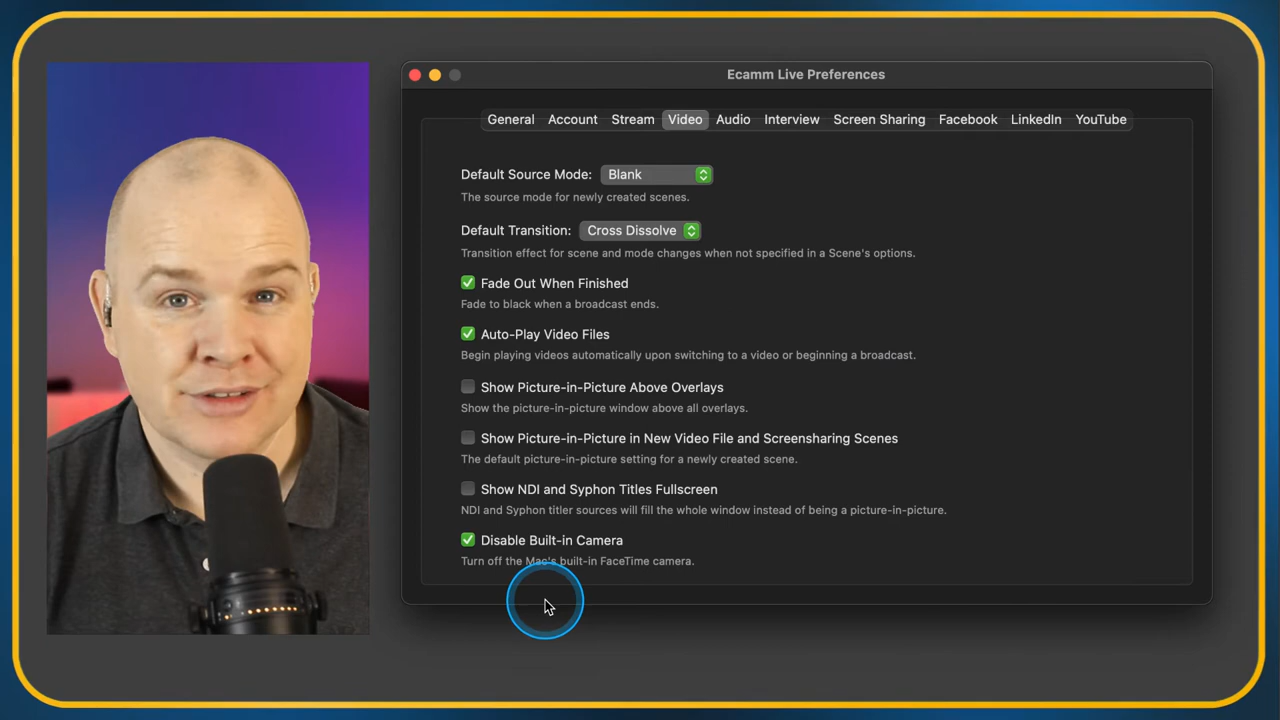 Ecamm Live Preferences
General Account Stream Video Audio Interview Screen Sharing Facebook LinkedIn YouTube
Default Source Mode: Blank
The source mode for newly created scenes.
Default Transition: Cross Dissolve
Transition effect for scene and mode changes when not specified in a Scene's options.
Fade Out When Finished
Fade to black when a broadcast ends.
Auto-Play Video Files
Begin playing videos automatically upon switching to a video or beginning a broadcast.
Show Picture-in-Picture Above Overlays
Show the picture-in-picture window above all overlays.
Show Picture-in-Picture in New Video File and Screensharing Scenes
The default picture-in-picture setting for a newly created scene.
Show NDI and Syphon Titles Fullscreen
NDI and Syphon titler sources will fill the whole window instead of being a picture-in-picture.
Disable Built-in Camera
Turn off the Mac's built-in FaceTime camera.